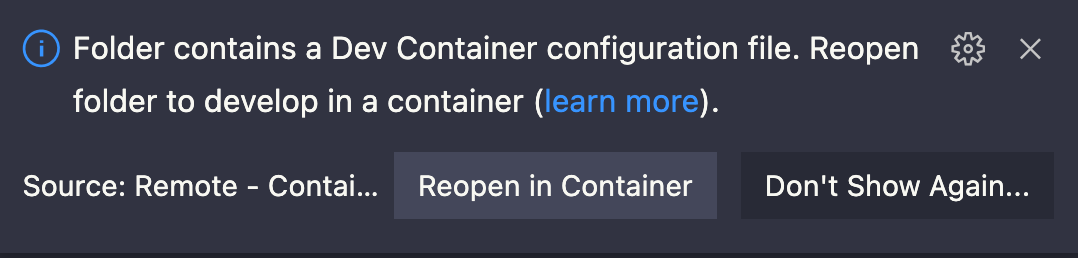 Folder contains a Dev Container configuration file. Reopen
folder to develop in a container (learn more).
Source: Remote - Contai...
Reopen in Container
Don't Show Again...